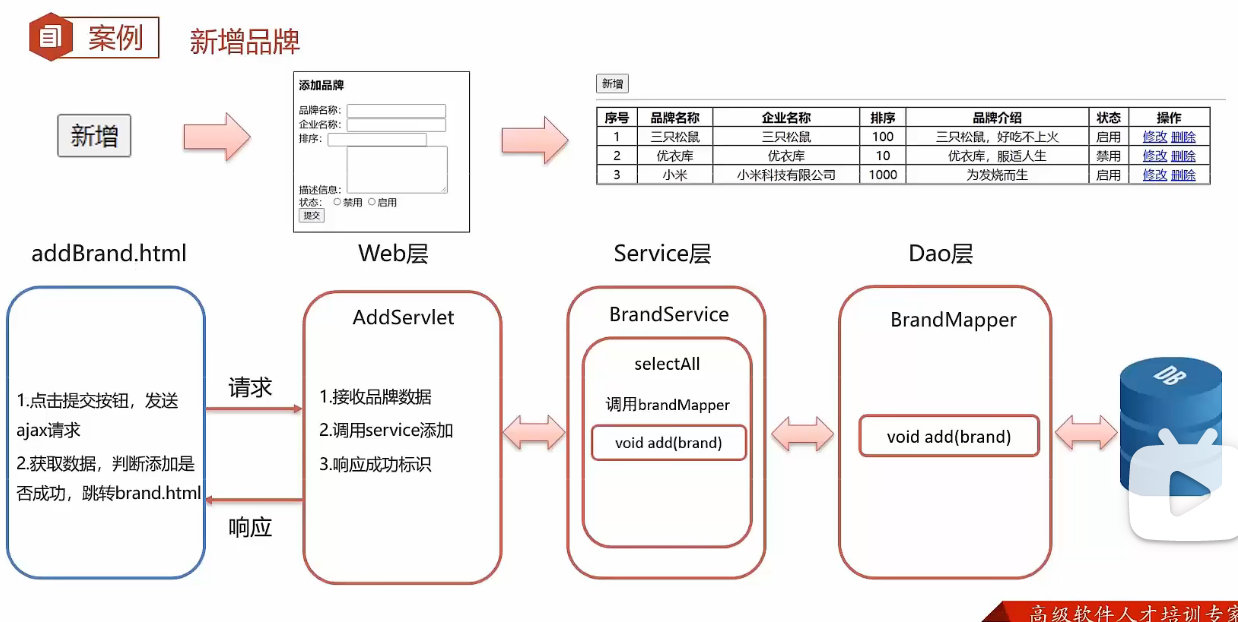 案例
新增品牌
新增
添加品牌
品牌名称：
企业名称：
排序：
描述信息：
状态： 禁用 启用
提交
新增
序号 品牌名称 企业名称 排序 品牌介绍 状态 操作
1 三只松鼠 三只松鼠 100 三只松鼠，好吃不上火 启用 修改 删除
2 优衣库 优衣库 10 优衣库，服适人生 禁用 修改 删除
3 小米 小米科技有限公司 1000 为发烧而生 启用 修改 删除
addBrand.html
1.点击提交按钮，发送
ajax请求
2.获取数据，判断添加是
否成功，跳转brand.html
请求
响应
Web层
AddServlet
1.接收品牌数据
2.调用service添加
3.响应成功标识
Service层
BrandService
selectAll
调用brandMapper
void add(brand)
Dao层
BrandMapper
void add(brand)
DB
高级软件人才培训专家